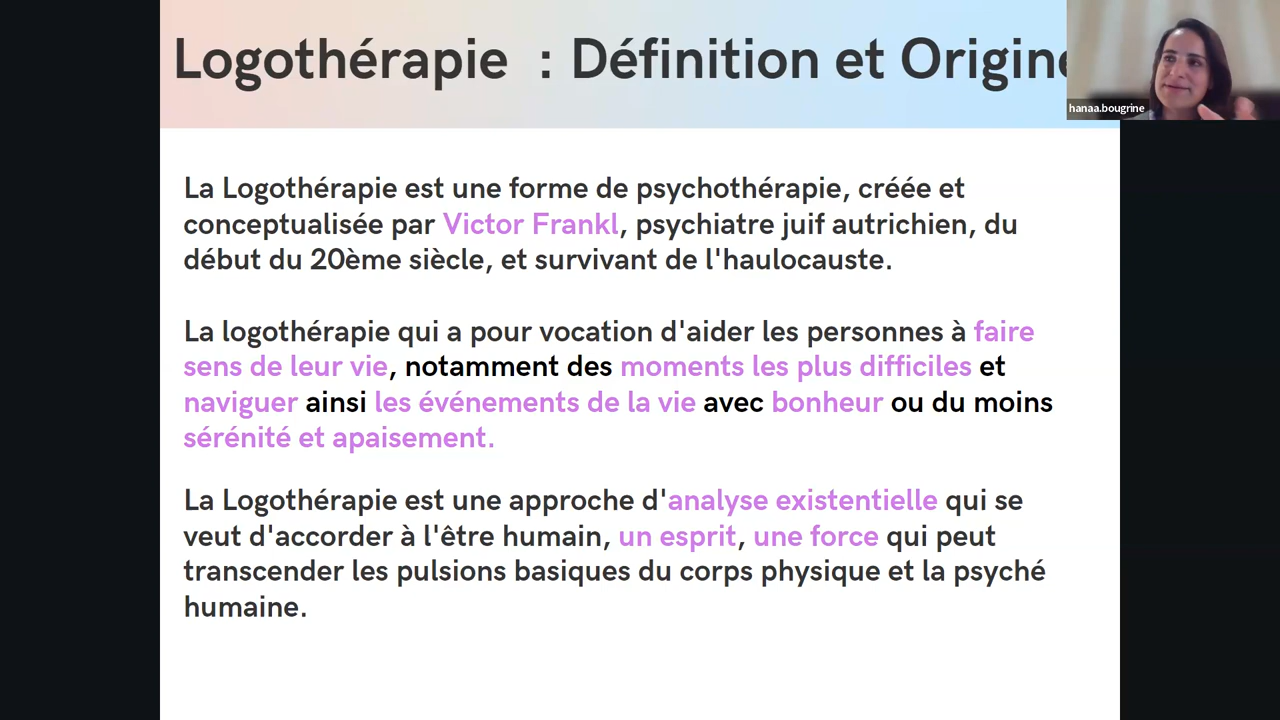 Logothérapie : Définition et Origine
hanaa.bougrine
La Logothérapie est une forme de psychothérapie, créée et
conceptualisée par Victor Frankl, psychiatre juif autrichien, du
début du 20ème siècle, et survivant de l'haulocauste.
La logothérapie qui a pour vocation d'aider les personnes à faire
sens de leur vie, notamment des moments les plus difficiles et
naviguer ainsi les événements de la vie avec bonheur ou du moins
sérénité et apaisement.
La Logothérapie est une approche d'analyse existentielle qui se
veut d'accorder à l'être humain, un esprit, une force qui peut
transcender les pulsions basiques du corps physique et la psyché
humaine.